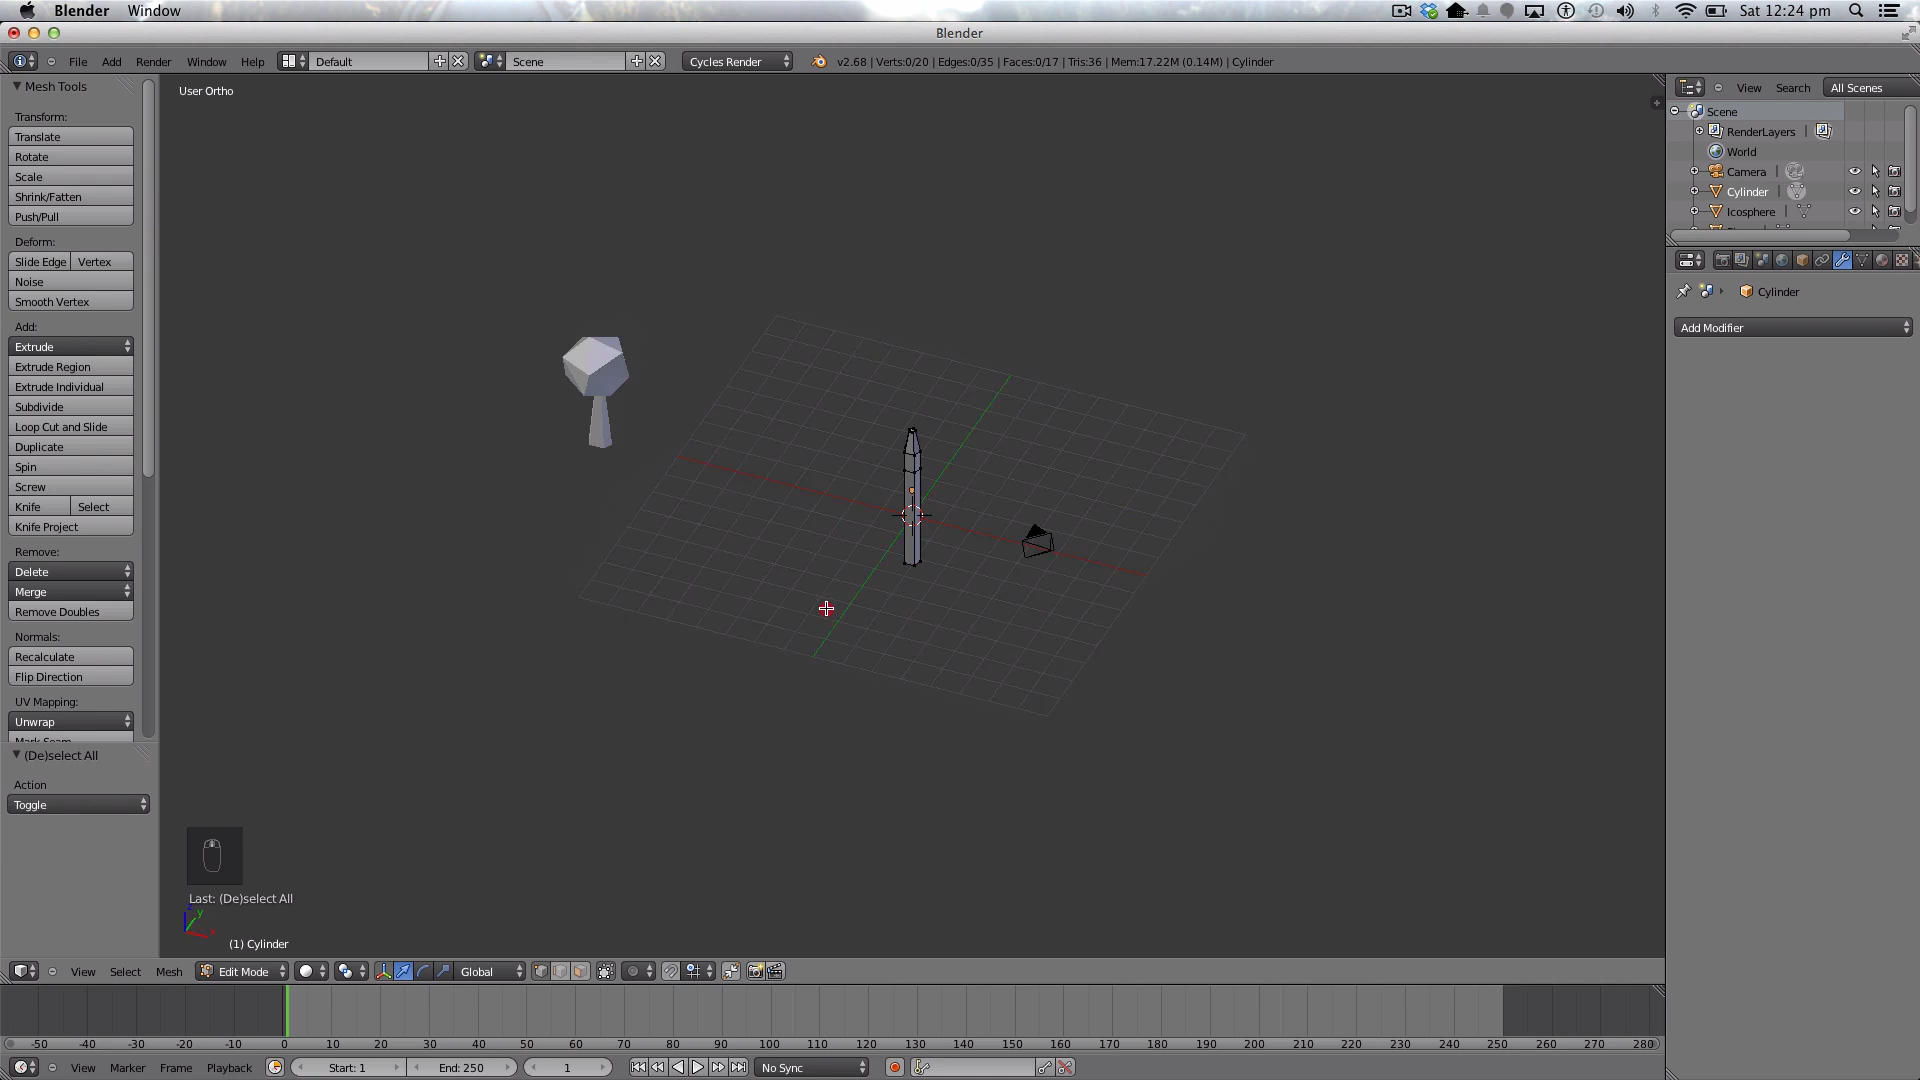 Blender Window Sat 12:24 pm
Blender
File Add Render Window Help Default Scene Cycles Render v2.68 | Verts:0/20 | Edges:0/35 | Faces:0/17 | Tris:36 | Mem:17.22M (0.14M) | Cylinder
Mesh Tools
Transform:
Translate
Rotate
Scale
Shrink/Fatten
Push/Pull
Deform:
Slide Edge Vertex
Noise
Smooth Vertex
Add:
Extrude
Extrude Region
Extrude Individual
Subdivide
Loop Cut and Slide
Duplicate
Spin
Screw
Knife Select
Knife Project
Remove:
Delete
Merge
Remove Doubles
Normals:
Recalculate
Flip Direction
UV Mapping:
Unwrap
Mark Seam
(De)select All
Action
Toggle
User Ortho
Last: (De)select All
z
y
x
(1) Cylinder
View Search All Scenes
Scene
RenderLayers
World
Camera
Cylinder
Icosphere
Cylinder
Add Modifier
View Select Mesh Edit Mode Global
-50 -40 -30 -20 -10 0 10 20 30 40 50 60 70 80 90 100 110 120 130 140 150 160 170 180 190 200 210 220 230 240 250 260 270 280
View Marker Frame Playback Start: 1 End: 250 1 No Sync